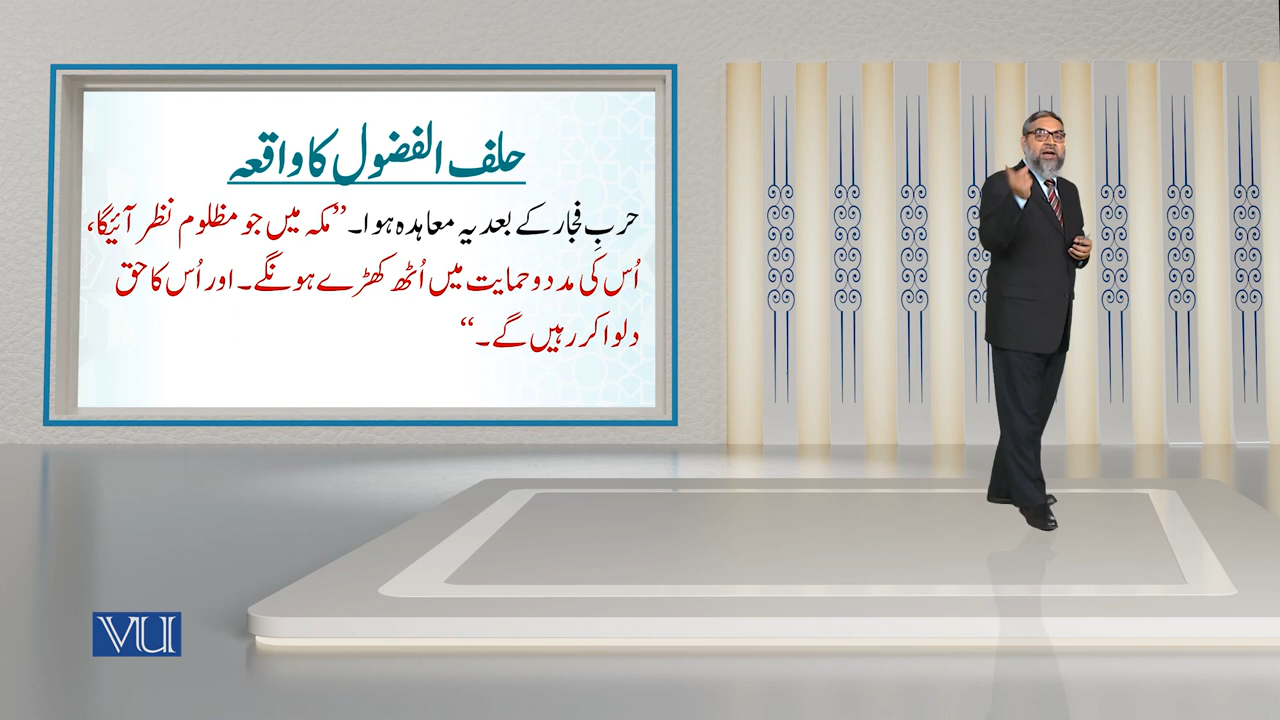 حلف الفضول کا واقعہ
حربِ فجار کے بعد یہ معاہدہ ہوا۔ ”مکہ میں جو مظلوم نظر آئیگا،
اُس کی مدد و حمایت میں اُٹھ کھڑے ہونگے۔ اور اُس کا حق
دلوا کر رہیں گے۔“
VU